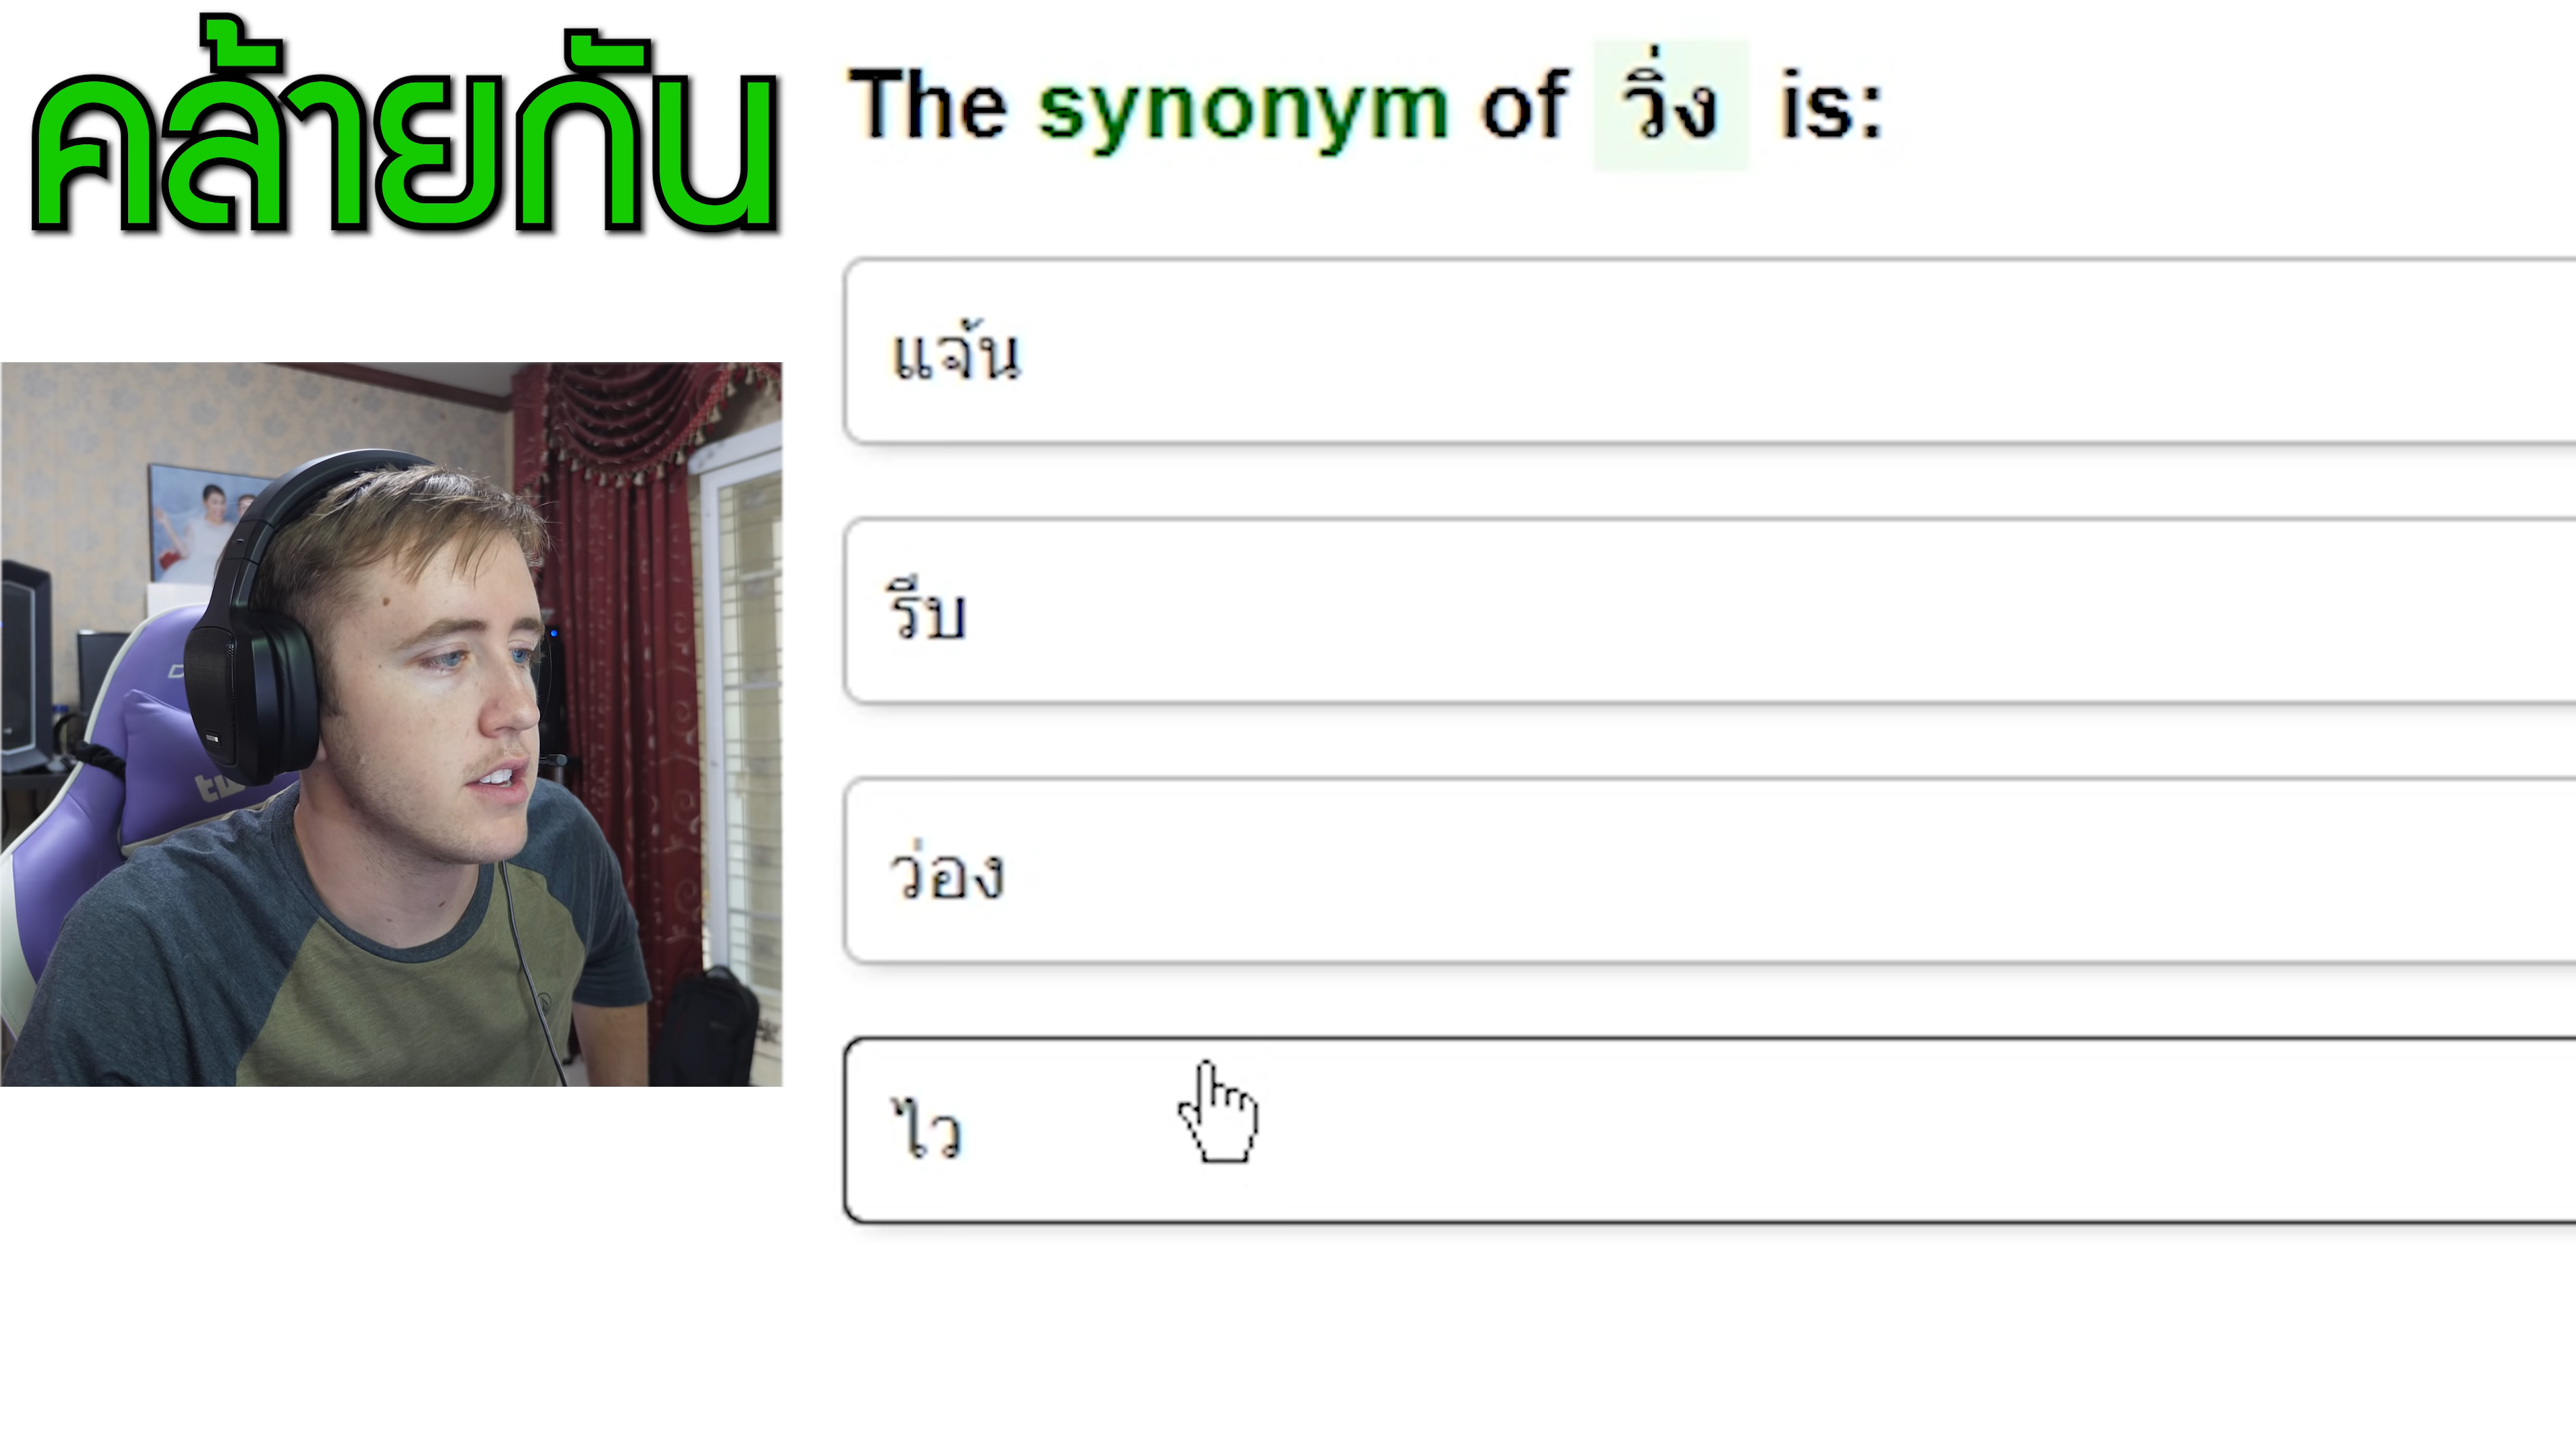 คล้ายกัน
The synonym of วิ่ง is:
แจ้น
รีบ
ว่อง
ไว